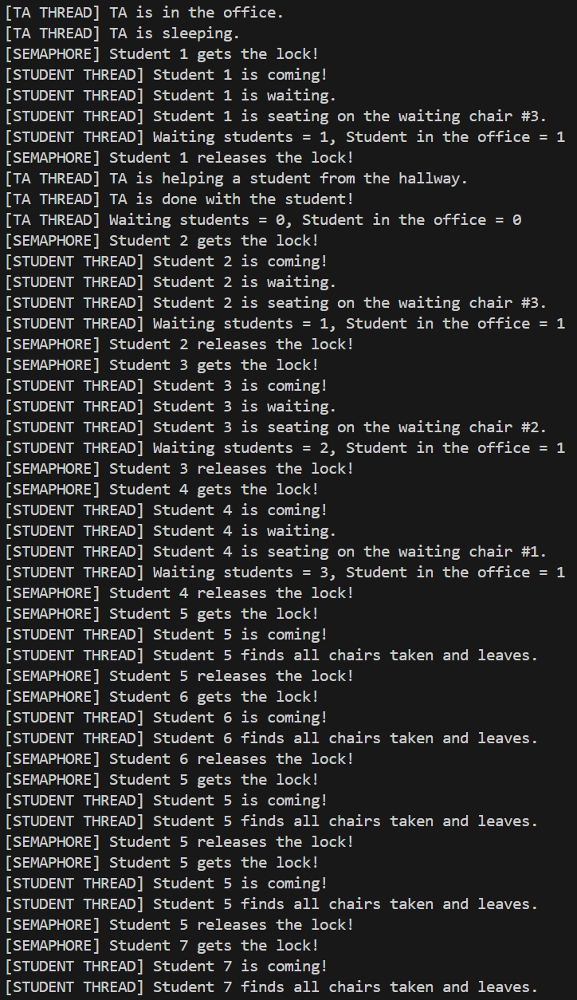 [TA THREAD] TA is in the office.
[TA THREAD] TA is sleeping.
[SEMAPHORE] Student 1 gets the lock!
[STUDENT THREAD] Student 1 is coming!
[STUDENT THREAD] Student 1 is waiting.
[STUDENT THREAD] Student 1 is seating on the waiting chair #3.
[STUDENT THREAD] Waiting students = 1, Student in the office = 1
[SEMAPHORE] Student 1 releases the lock!
[TA THREAD] TA is helping a student from the hallway.
[TA THREAD] TA is done with the student!
[TA THREAD] Waiting students = 0, Student in the office = 0
[SEMAPHORE] Student 2 gets the lock!
[STUDENT THREAD] Student 2 is coming!
[STUDENT THREAD] Student 2 is waiting.
[STUDENT THREAD] Student 2 is seating on the waiting chair #3.
[STUDENT THREAD] Waiting students = 1, Student in the office = 1
[SEMAPHORE] Student 2 releases the lock!
[SEMAPHORE] Student 3 gets the lock!
[STUDENT THREAD] Student 3 is coming!
[STUDENT THREAD] Student 3 is waiting.
[STUDENT THREAD] Student 3 is seating on the waiting chair #2.
[STUDENT THREAD] Waiting students = 2, Student in the office = 1
[SEMAPHORE] Student 3 releases the lock!
[SEMAPHORE] Student 4 gets the lock!
[STUDENT THREAD] Student 4 is coming!
[STUDENT THREAD] Student 4 is waiting.
[STUDENT THREAD] Student 4 is seating on the waiting chair #1.
[STUDENT THREAD] Waiting students = 3, Student in the office = 1
[SEMAPHORE] Student 4 releases the lock!
[SEMAPHORE] Student 5 gets the lock!
[STUDENT THREAD] Student 5 is coming!
[STUDENT THREAD] Student 5 finds all chairs taken and leaves.
[SEMAPHORE] Student 5 releases the lock!
[SEMAPHORE] Student 6 gets the lock!
[STUDENT THREAD] Student 6 is coming!
[STUDENT THREAD] Student 6 finds all chairs taken and leaves.
[SEMAPHORE] Student 6 releases the lock!
[SEMAPHORE] Student 5 gets the lock!
[STUDENT THREAD] Student 5 is coming!
[STUDENT THREAD] Student 5 finds all chairs taken and leaves.
[SEMAPHORE] Student 5 releases the lock!
[SEMAPHORE] Student 5 gets the lock!
[STUDENT THREAD] Student 5 is coming!
[STUDENT THREAD] Student 5 finds all chairs taken and leaves.
[SEMAPHORE] Student 5 releases the lock!
[SEMAPHORE] Student 7 gets the lock!
[STUDENT THREAD] Student 7 is coming!
[STUDENT THREAD] Student 7 finds all chairs taken and leaves.